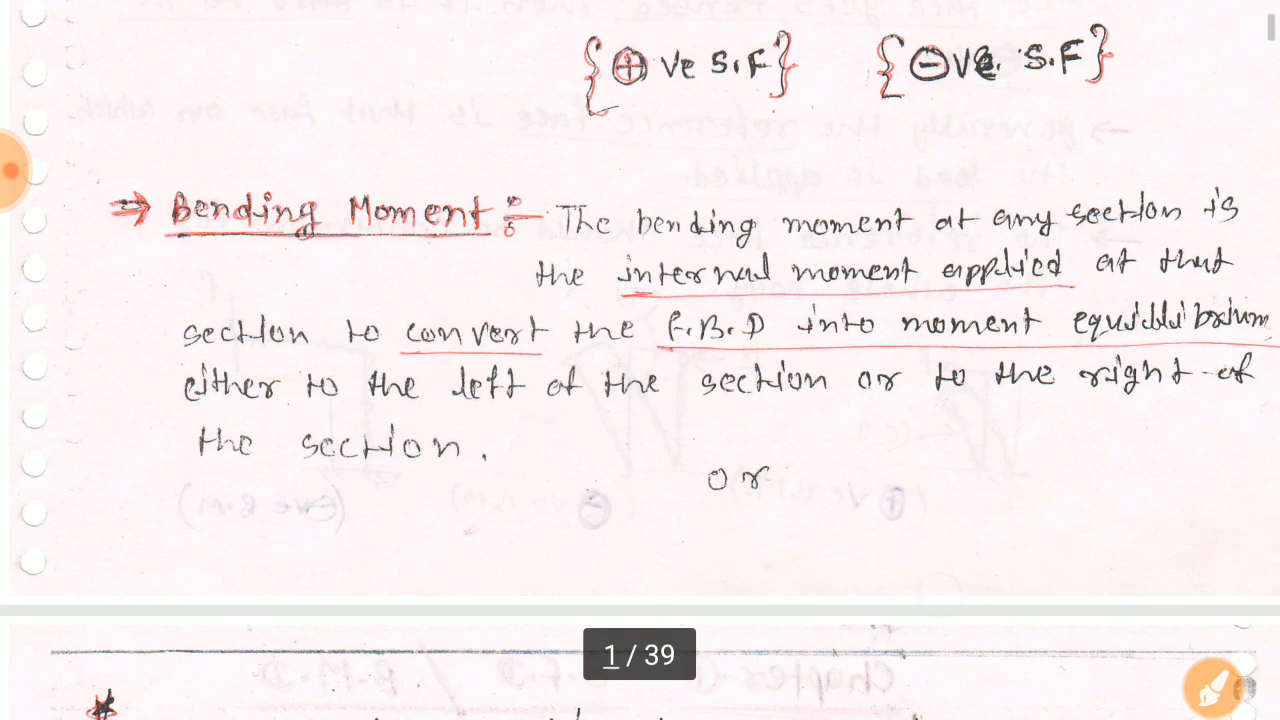 {⊕ ve S.F} {⊖ve. S.F}
⇒ Bending Moment :- The bending moment at any section is
the internal moment applied at that
section to convert the F.B.D into moment equillibrium
either to the left of the section or to the right of
the section.
or
1 / 39
*